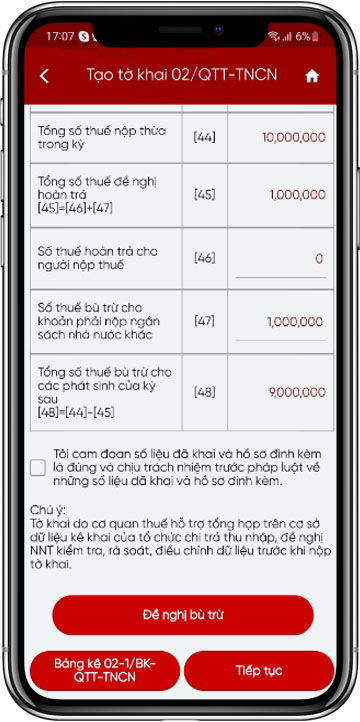 17:07
6%
Tạo tờ khai 02/QTT-TNCN
Tổng số thuế nộp thừa
trong kỳ
[44]
10,000,000
Tổng số thuế đề nghị
hoàn trả
[45]=[46]+[47]
[45]
1,000,000
Số thuế hoàn trả cho
người nộp thuế
[46]
0
Số thuế bù trừ cho
khoản phải nộp ngân
sách nhà nước khác
[47]
1,000,000
Tổng số thuế bù trừ cho
các phát sinh của kỳ
sau
[48]=[44]-[45]
[48]
9,000,000
Tôi cam đoan số liệu đã khai và hồ sơ đính kèm
là đúng và chịu trách nhiệm trước pháp luật về
những số liệu đã khai và hồ sơ đính kèm.
Chú ý:
Tờ khai do cơ quan thuế hỗ trợ tổng hợp trên cơ sở
dữ liệu kê khai của tổ chức chi trả thu nhập, đề nghị
NNT kiểm tra, rà soát, điều chỉnh dữ liệu trước khi nộp
tờ khai.
Đề nghị bù trừ
Bảng kê 02-1/BK-
QTT-TNCN
Tiếp tục